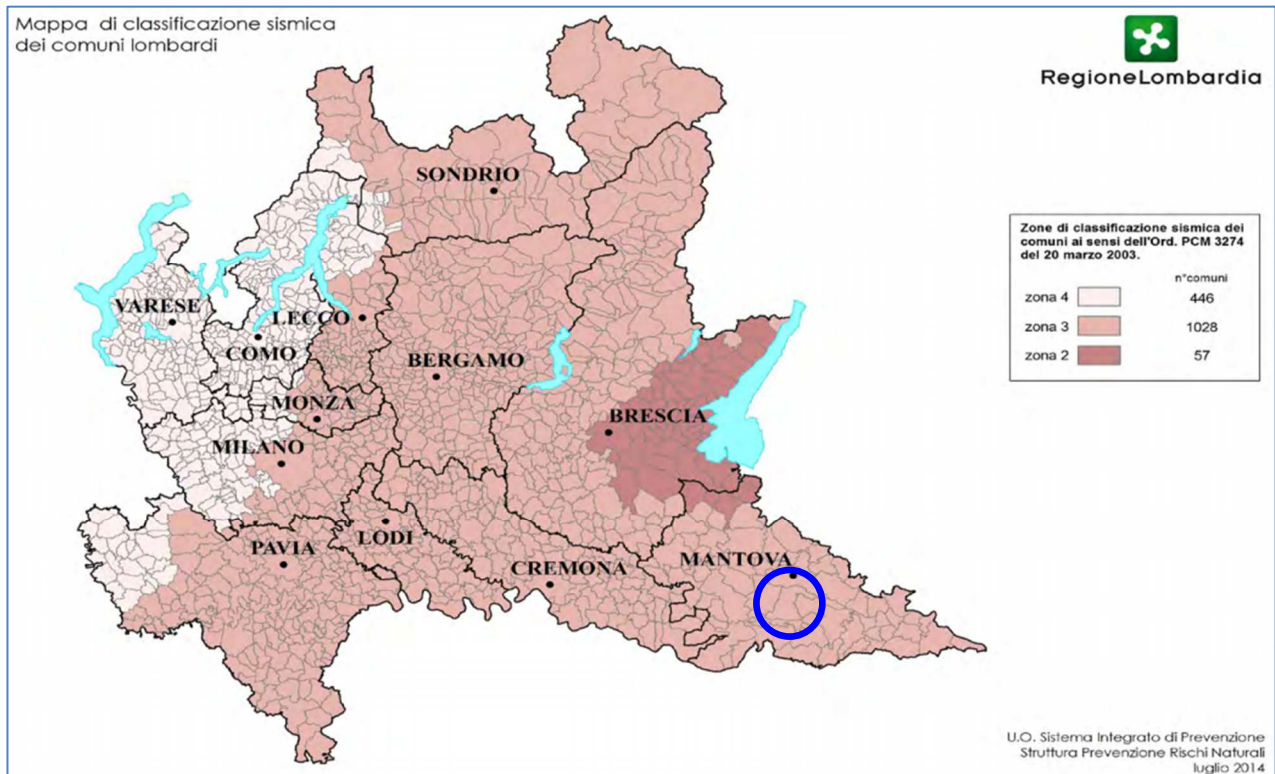 Mappa di classificazione sismica
dei comuni lombardi
RegioneLombardia
SONDRIO
VARESE
LECCO
COMO
BERGAMO
MONZA
BRESCIA
MILANO
PAVIA
LODI
CREMONA
MANTOVA
Zone di classificazione sismica dei
comuni ai sensi dell'Ord. PCM 3274
del 20 marzo 2003.
n°comuni
zona 4 446
zona 3 1028
zona 2 57
U.O. Sistema Integrato di Prevenzione
Struttura Prevenzione Rischi Naturali
luglio 2014